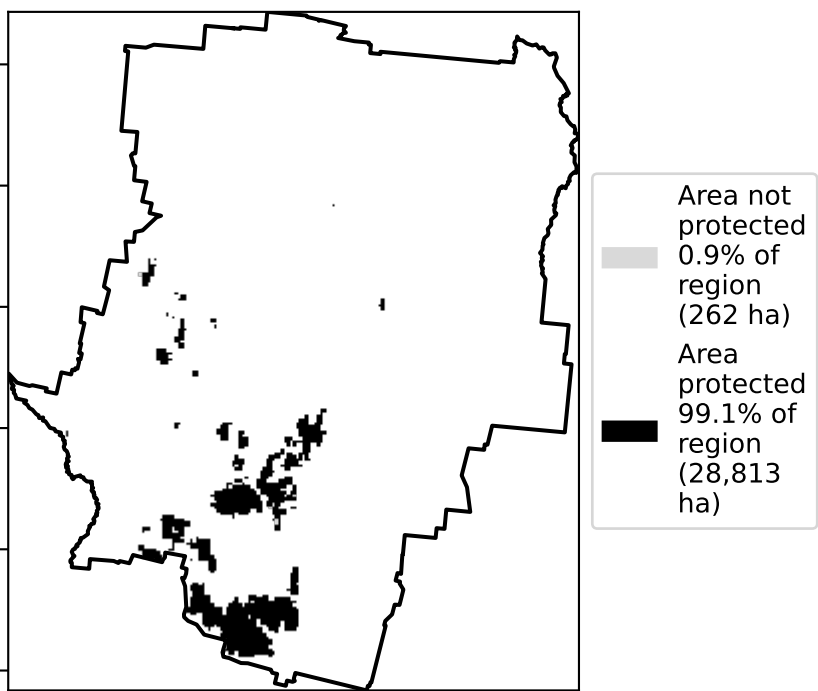 Area not
protected
0.9% of
region
(262 ha)
Area
protected
99.1% of
region
(28,813
ha)